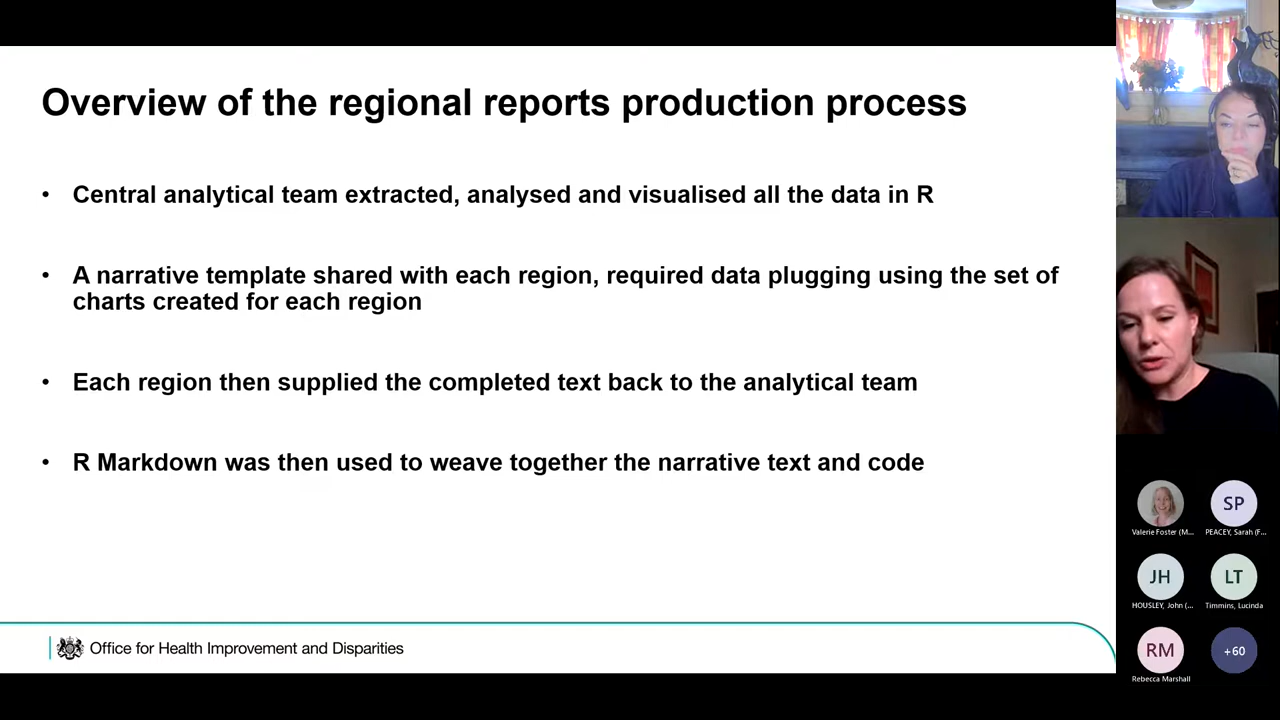 Overview of the regional reports production process
• Central analytical team extracted, analysed and visualised all the data in R
• A narrative template shared with each region, required data plugging using the set of
charts created for each region
• Each region then supplied the completed text back to the analytical team
• R Markdown was then used to weave together the narrative text and code
Office for Health Improvement and Disparities
SP
Valerie Foster (M...
PEACEY, Sarah (F...
JH
LT
HOUSLEY, John (...
Timmins, Lucinda
RM
+60
Rebecca Marshall